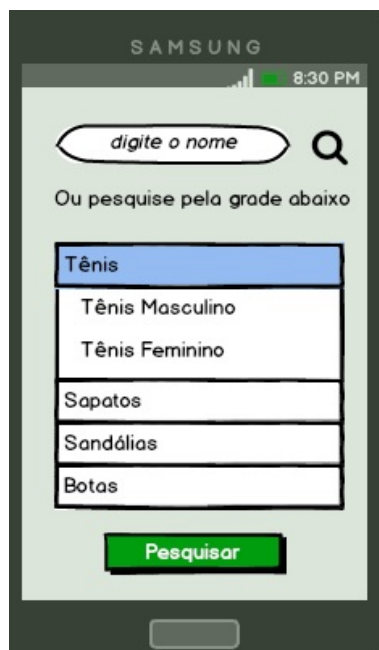 SAMSUNG
8:30 PM
digite o nome
Ou pesquise pela grade abaixo
Tênis
Tênis Masculino
Tênis Feminino
Sapatos
Sandálias
Botas
Pesquisar